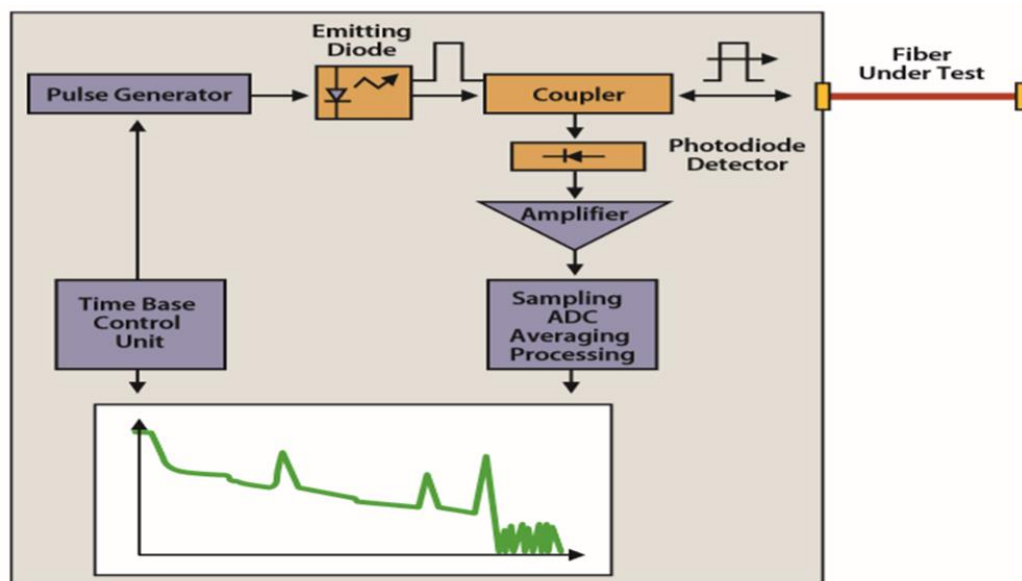 Emitting
Diode
Pulse Generator
Coupler
Fiber
Under Test
Photodiode
Detector
Amplifier
Time Base
Control
Unit
Sampling
ADC
Averaging
Processing